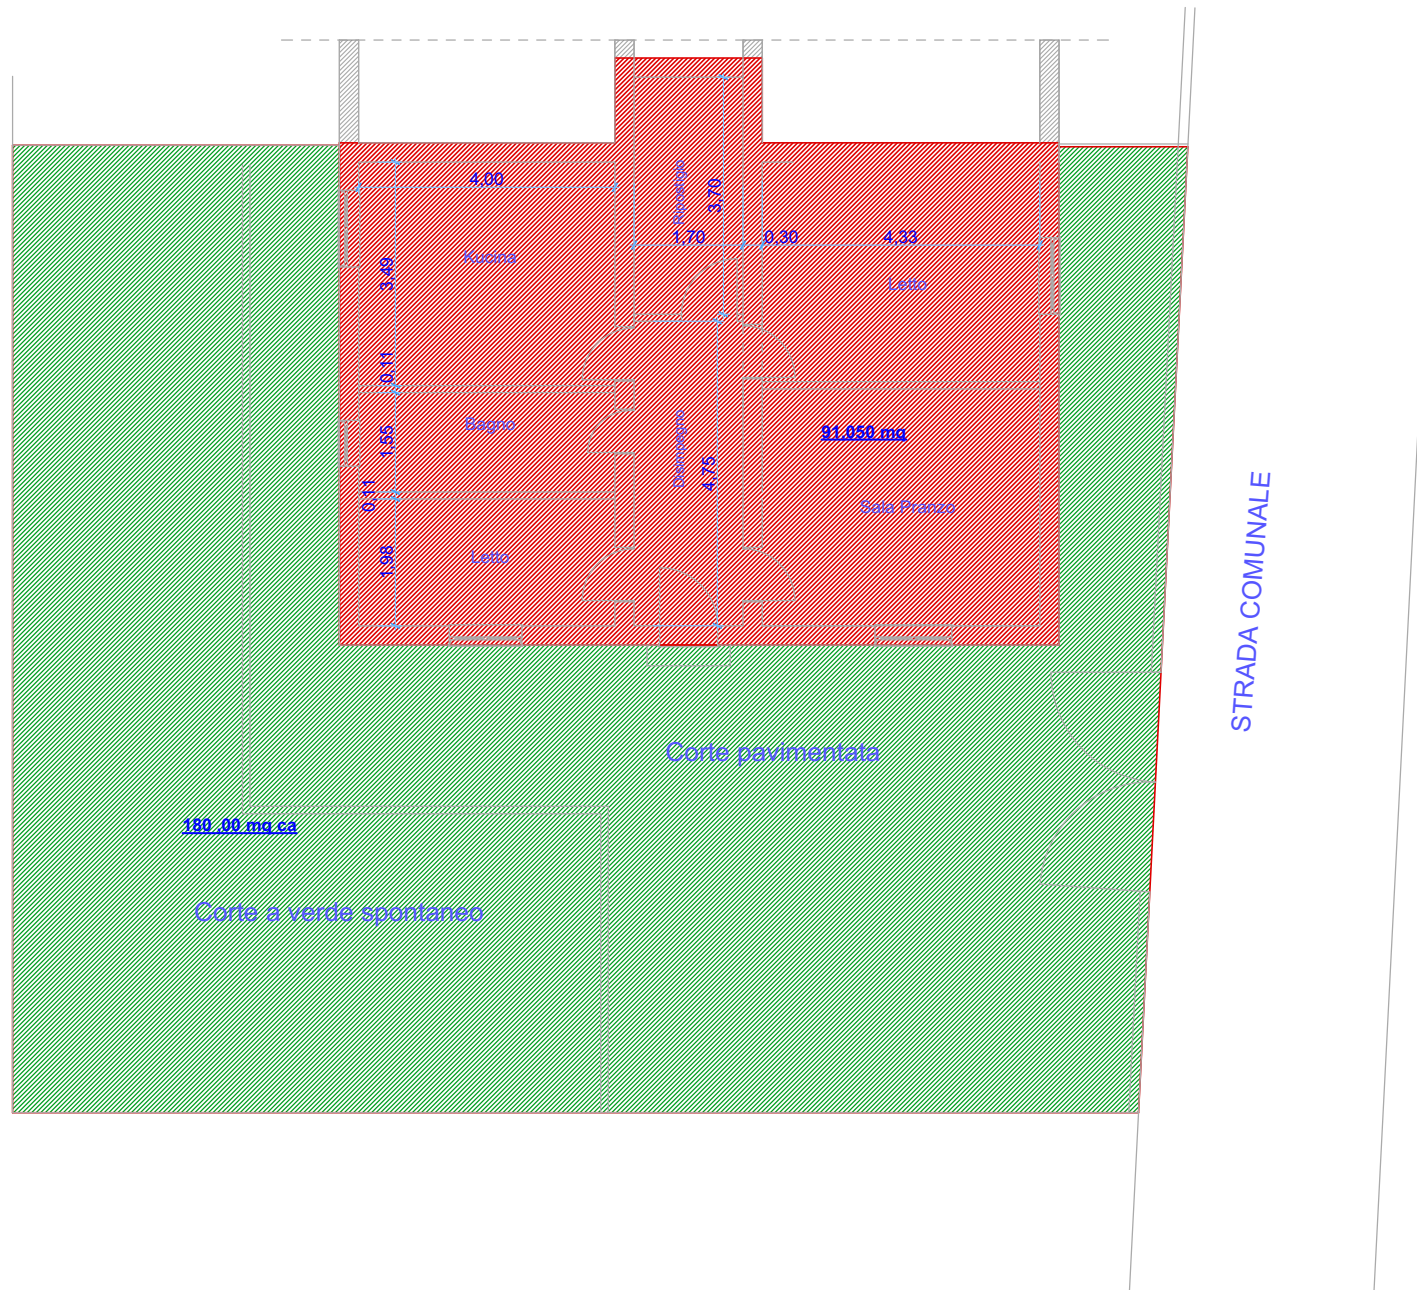 4,00
Ripostiglio
3,70
1,70
0,30
4,33
Kucina
3,49
Letto
0,11
Bagno
1,55
Disimpegno
4,75
91,050 mq
0,11
Sala Pranzo
1,98
Letto
STRADA COMUNALE
Corte pavimentata
180 ,00 mq ca
Corte a verde spontaneo